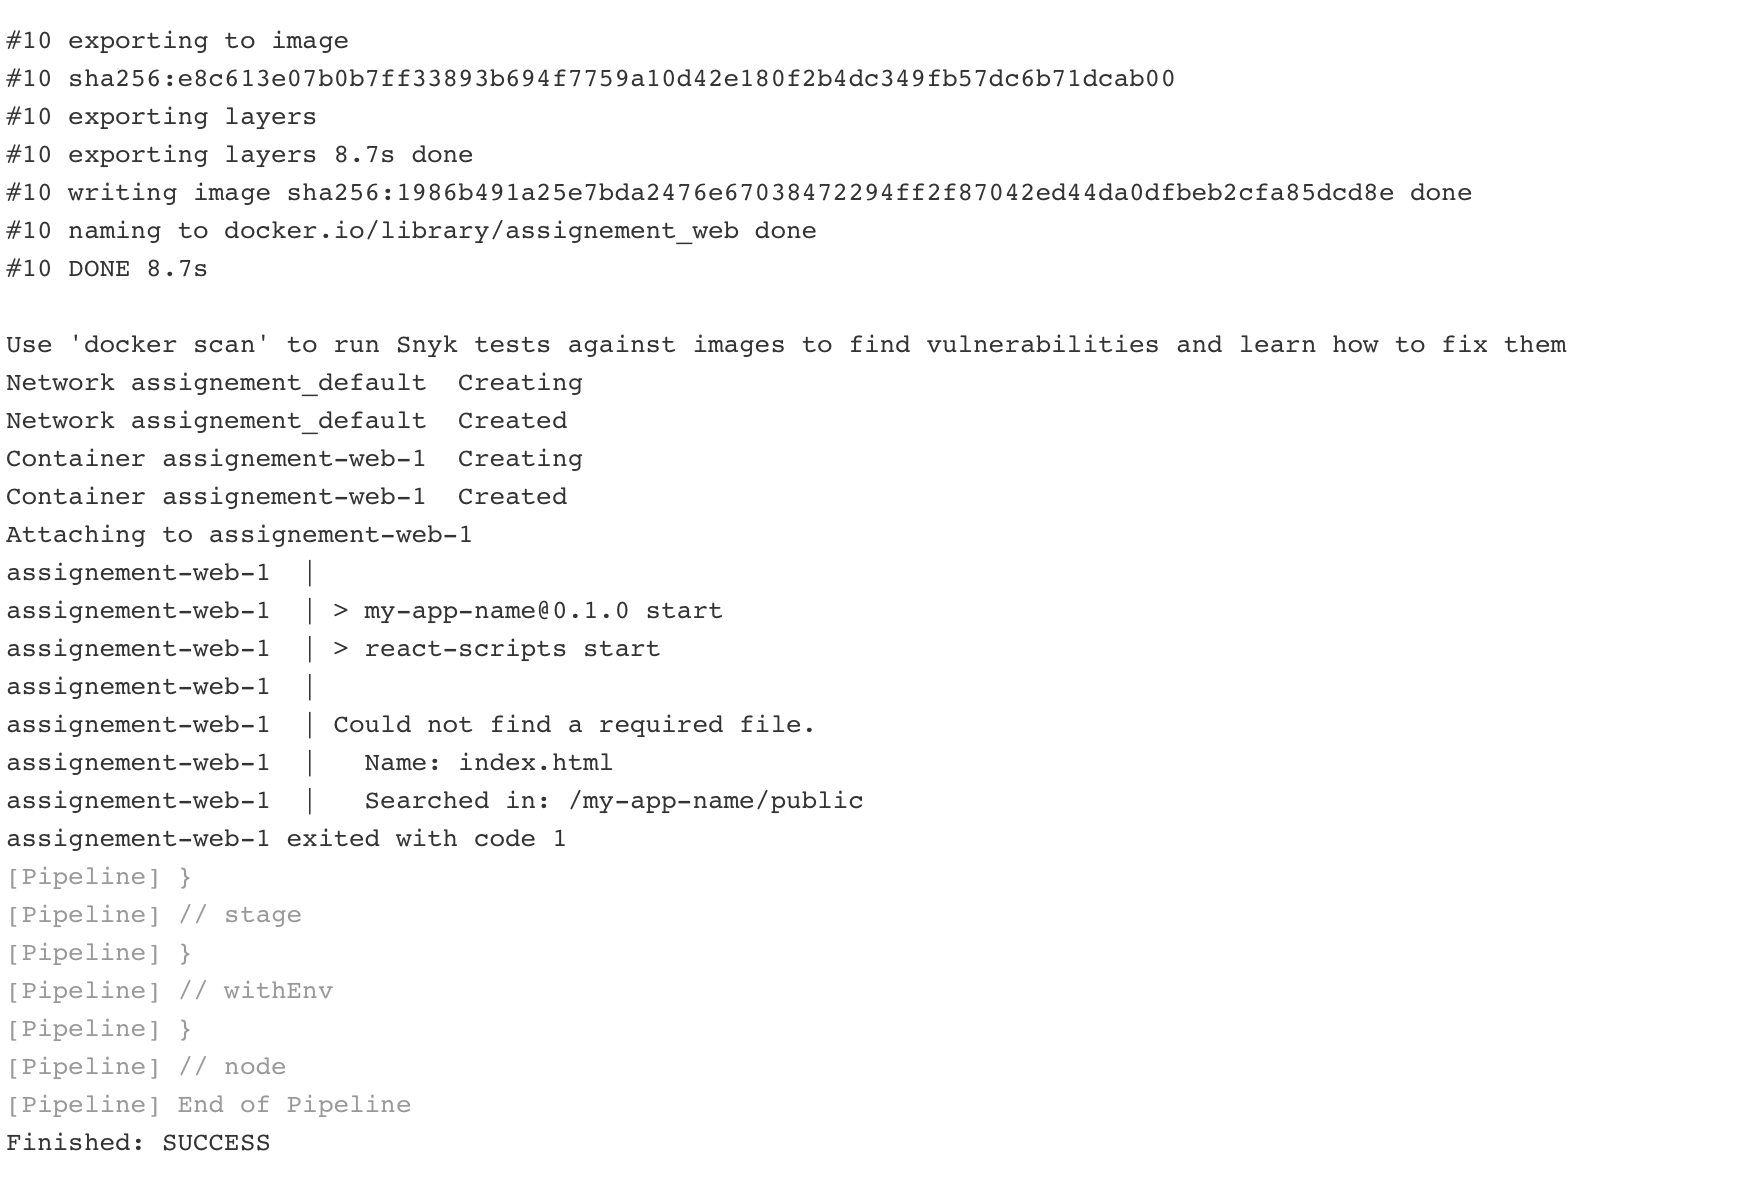 #10 exporting to image
#10 sha256:e8c613e07b0b7ff33893b694f7759a10d42e180f2b4dc349fb57dc6b71dcab00
#10 exporting layers
#10 exporting layers 8.7s done
#10 writing image sha256:1986b491a25e7bda2476e67038472294ff2f87042ed44da0dfbeb2cfa85dcd8e done
#10 naming to docker.io/library/assignement_web done
#10 DONE 8.7s
Use 'docker scan' to run Snyk tests against images to find vulnerabilities and learn how to fix them
Network assignement_default  Creating
Network assignement_default  Created
Container assignement-web-1  Creating
Container assignement-web-1  Created
Attaching to assignement-web-1
assignement-web-1  |
assignement-web-1  | > my-app-name@0.1.0 start
assignement-web-1  | > react-scripts start
assignement-web-1  |
assignement-web-1  | Could not find a required file.
assignement-web-1  |   Name: index.html
assignement-web-1  |   Searched in: /my-app-name/public
assignement-web-1 exited with code 1
[Pipeline] }
[Pipeline] // stage
[Pipeline] }
[Pipeline] // withEnv
[Pipeline] }
[Pipeline] // node
[Pipeline] End of Pipeline
Finished: SUCCESS